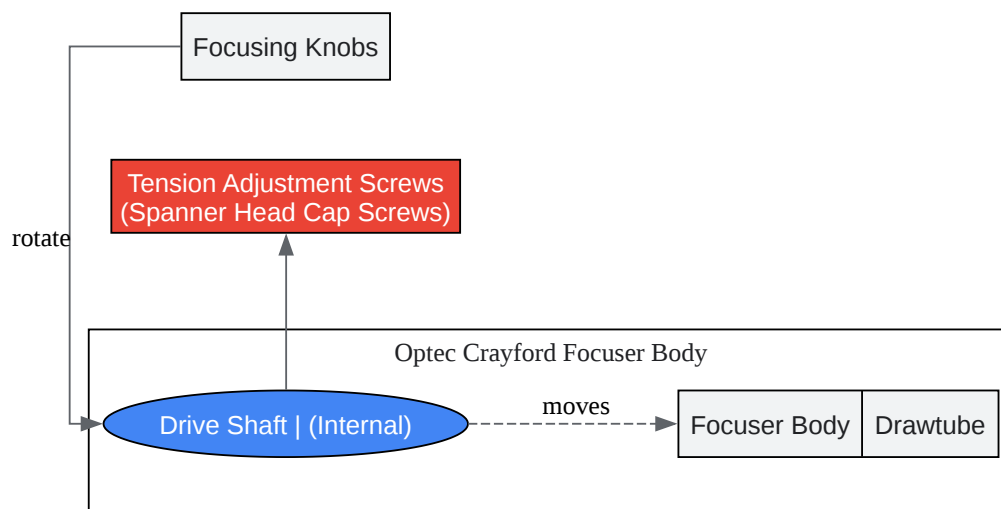 Focusing Knobs
Tension Adjustment Screws
(Spanner Head Cap Screws)
rotate
Optec Crayford Focuser Body
Drive Shaft | (Internal)
moves
Focuser Body
Drawtube